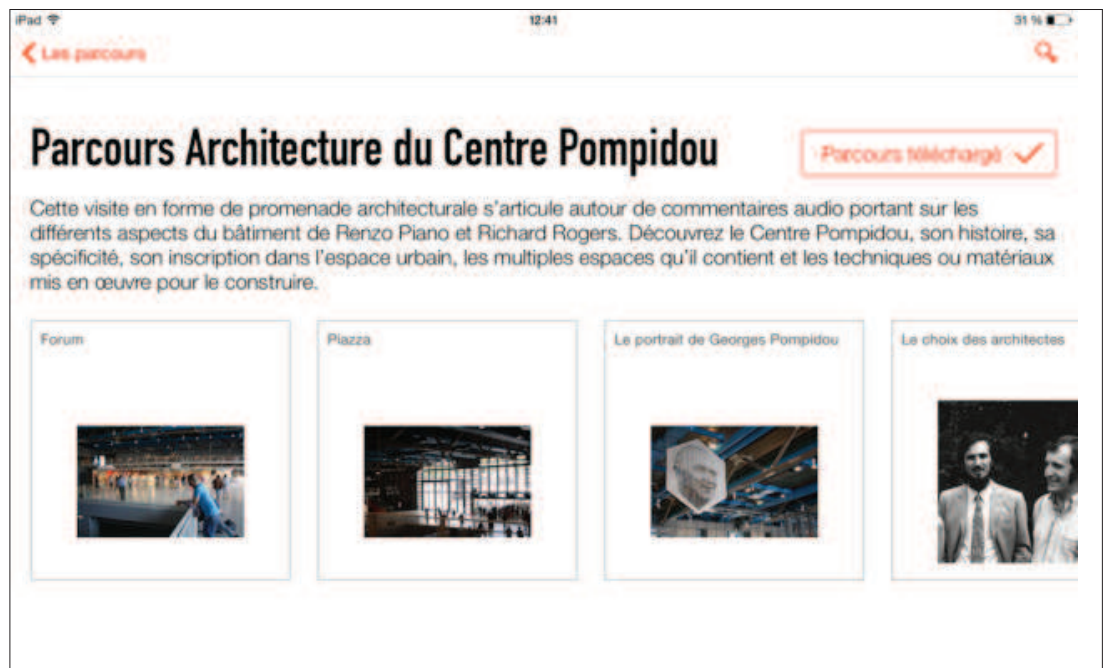 iPad 12:41 31 %
Les parcours
Parcours Architecture du Centre Pompidou
Parcours téléchargé
Cette visite en forme de promenade architecturale s'articule autour de commentaires audio portant sur les
différents aspects du bâtiment de Renzo Piano et Richard Rogers. Découvrez le Centre Pompidou, son histoire, sa
spécificité, son inscription dans l'espace urbain, les multiples espaces qu'il contient et les techniques ou matériaux
mis en œuvre pour le construire.
Forum
Piazza
Le portrait de Georges Pompidou
Le choix des architectes